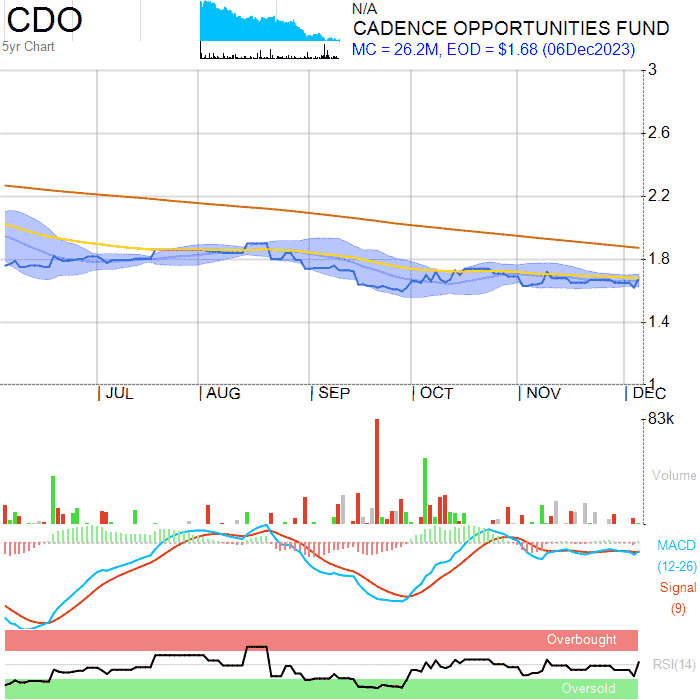 CDO
5yr Chart
N/A
CADENCE OPPORTUNITIES FUND
MC = 26.2M, EOD = $1.68 (06Dec2023)
3
2.6
2.2
1.8
1.4
1
JUL AUG SEP OCT NOV DEC
83k
Volume
MACD
(12-26)
Signal
(9)
Overbought
RSI(14)
Oversold